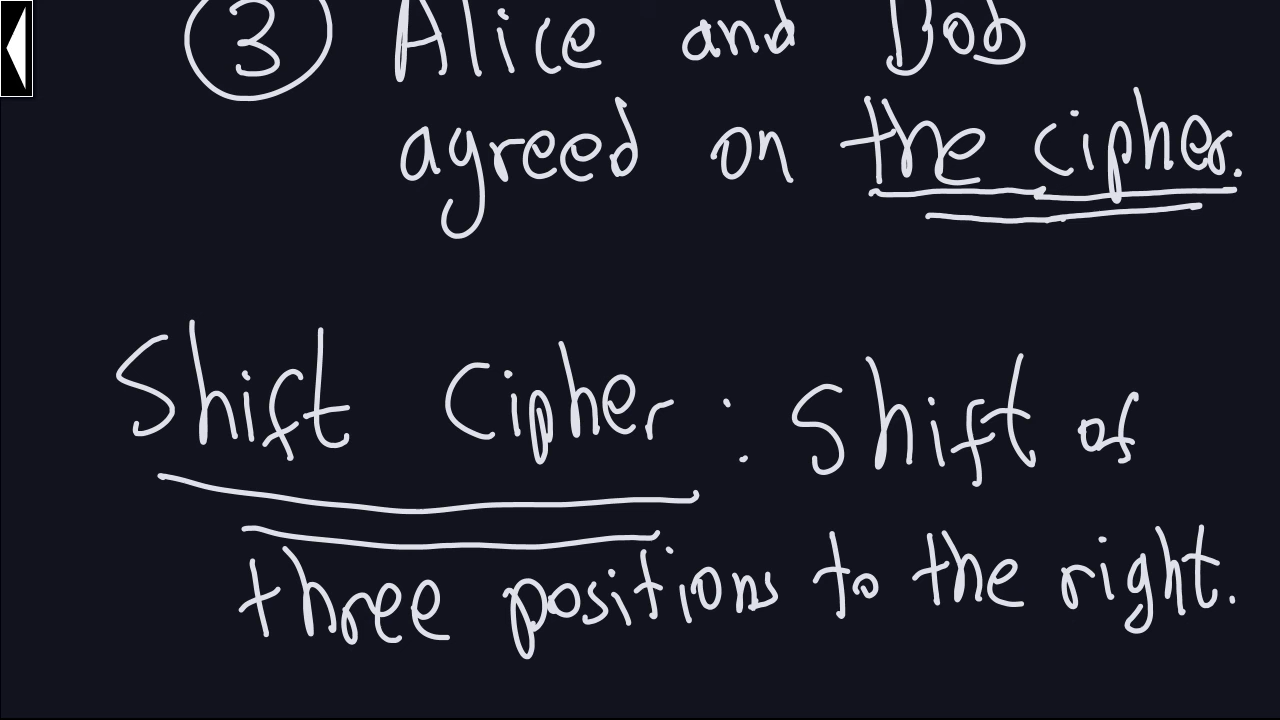 ③ Alice and Bob
agreed on the cipher.
Shift Cipher : Shift of
three positions to the right.